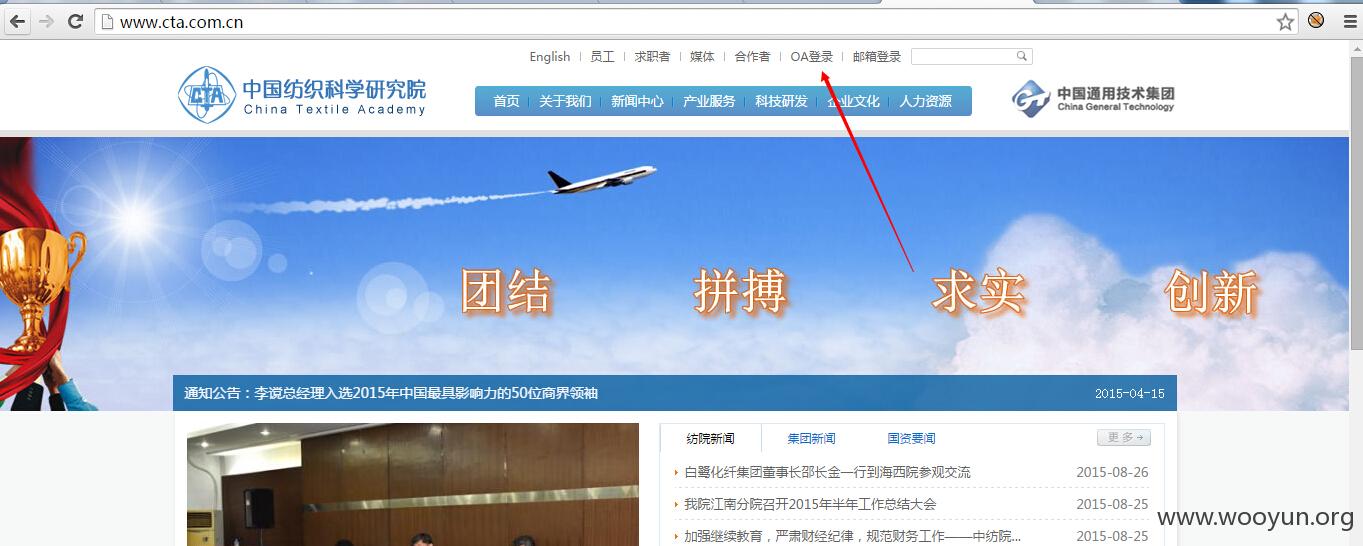 www.cta.com.cn
English 员工 求职者 媒体 合作者 OA登录 邮箱登录
CTA
中国纺织科学研究院
China Textile Academy
首页 关于我们 新闻中心 产业服务 科技研发 企业文化 人力资源
中国通用技术集团
China General Technology
团结 拼搏 求实 创新
通知公告：李谠总经理入选2015年中国最具影响力的50位商界领袖 2015-04-15
纺院新闻 集团新闻 国资要闻 更多
白鹭化纤集团董事长邵长金一行到海西院参观交流 2015-08-26
我院江南分院召开2015年半年工作总结大会 2015-08-25
加强继续教育，严肃财经纪律，规范财务工作——中纺院... 2015-08-25
www.wooyun.org